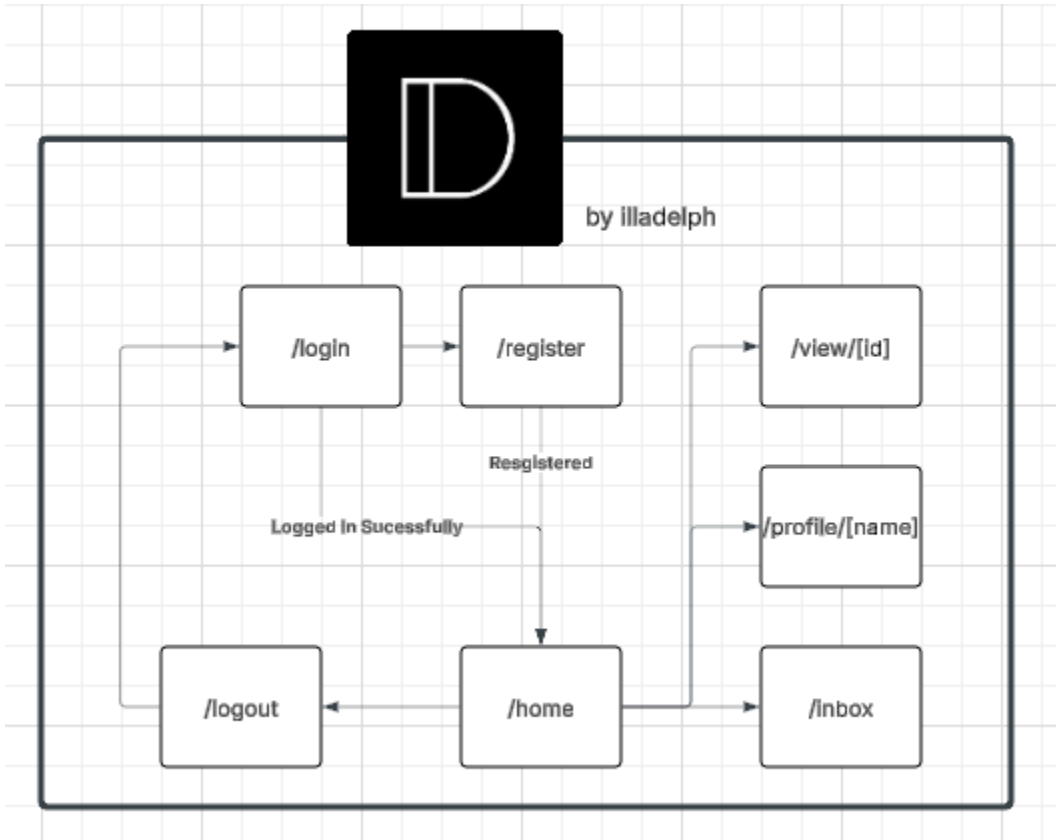 by illadelph
/login
/register
/view/[id]
Resgistered
/profile/[name]
Logged In Sucessfully
/logout
/home
/inbox